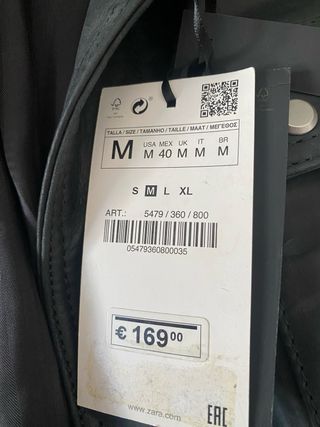 TALLA / SIZE / TAMANHO / TAILLE / MAAT / ΜΕΓΕΘΟΣ
M USA M MEX 40 UK M IT M BR M
S M L XL
ART.: 5479 / 360 / 800
05479360800035
€ 169 00
www.zara.com
EAC